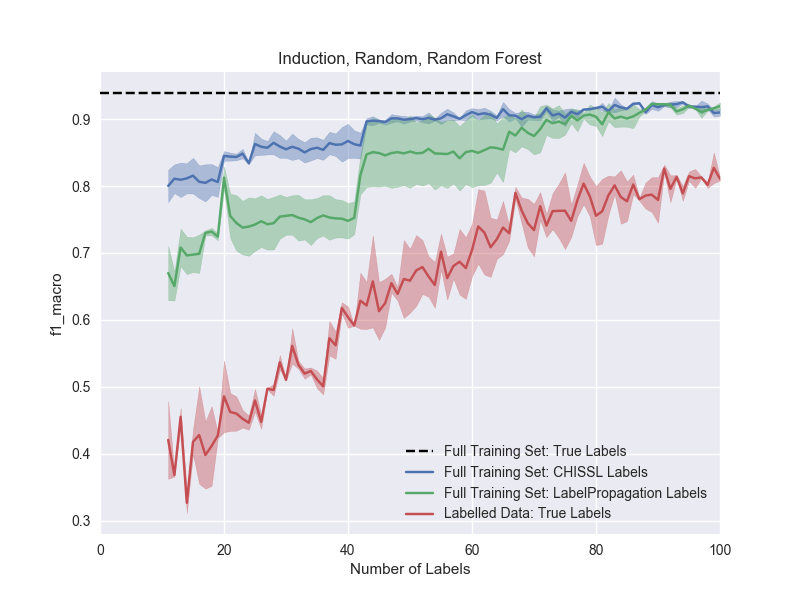 Induction, Random, Random Forest
f1_macro
0.9
0.8
0.7
0.6
0.5
0.4
0.3
Full Training Set: True Labels
Full Training Set: CHISSL Labels
Full Training Set: LabelPropagation Labels
Labelled Data: True Labels
0 20 40 60 80 100
Number of Labels